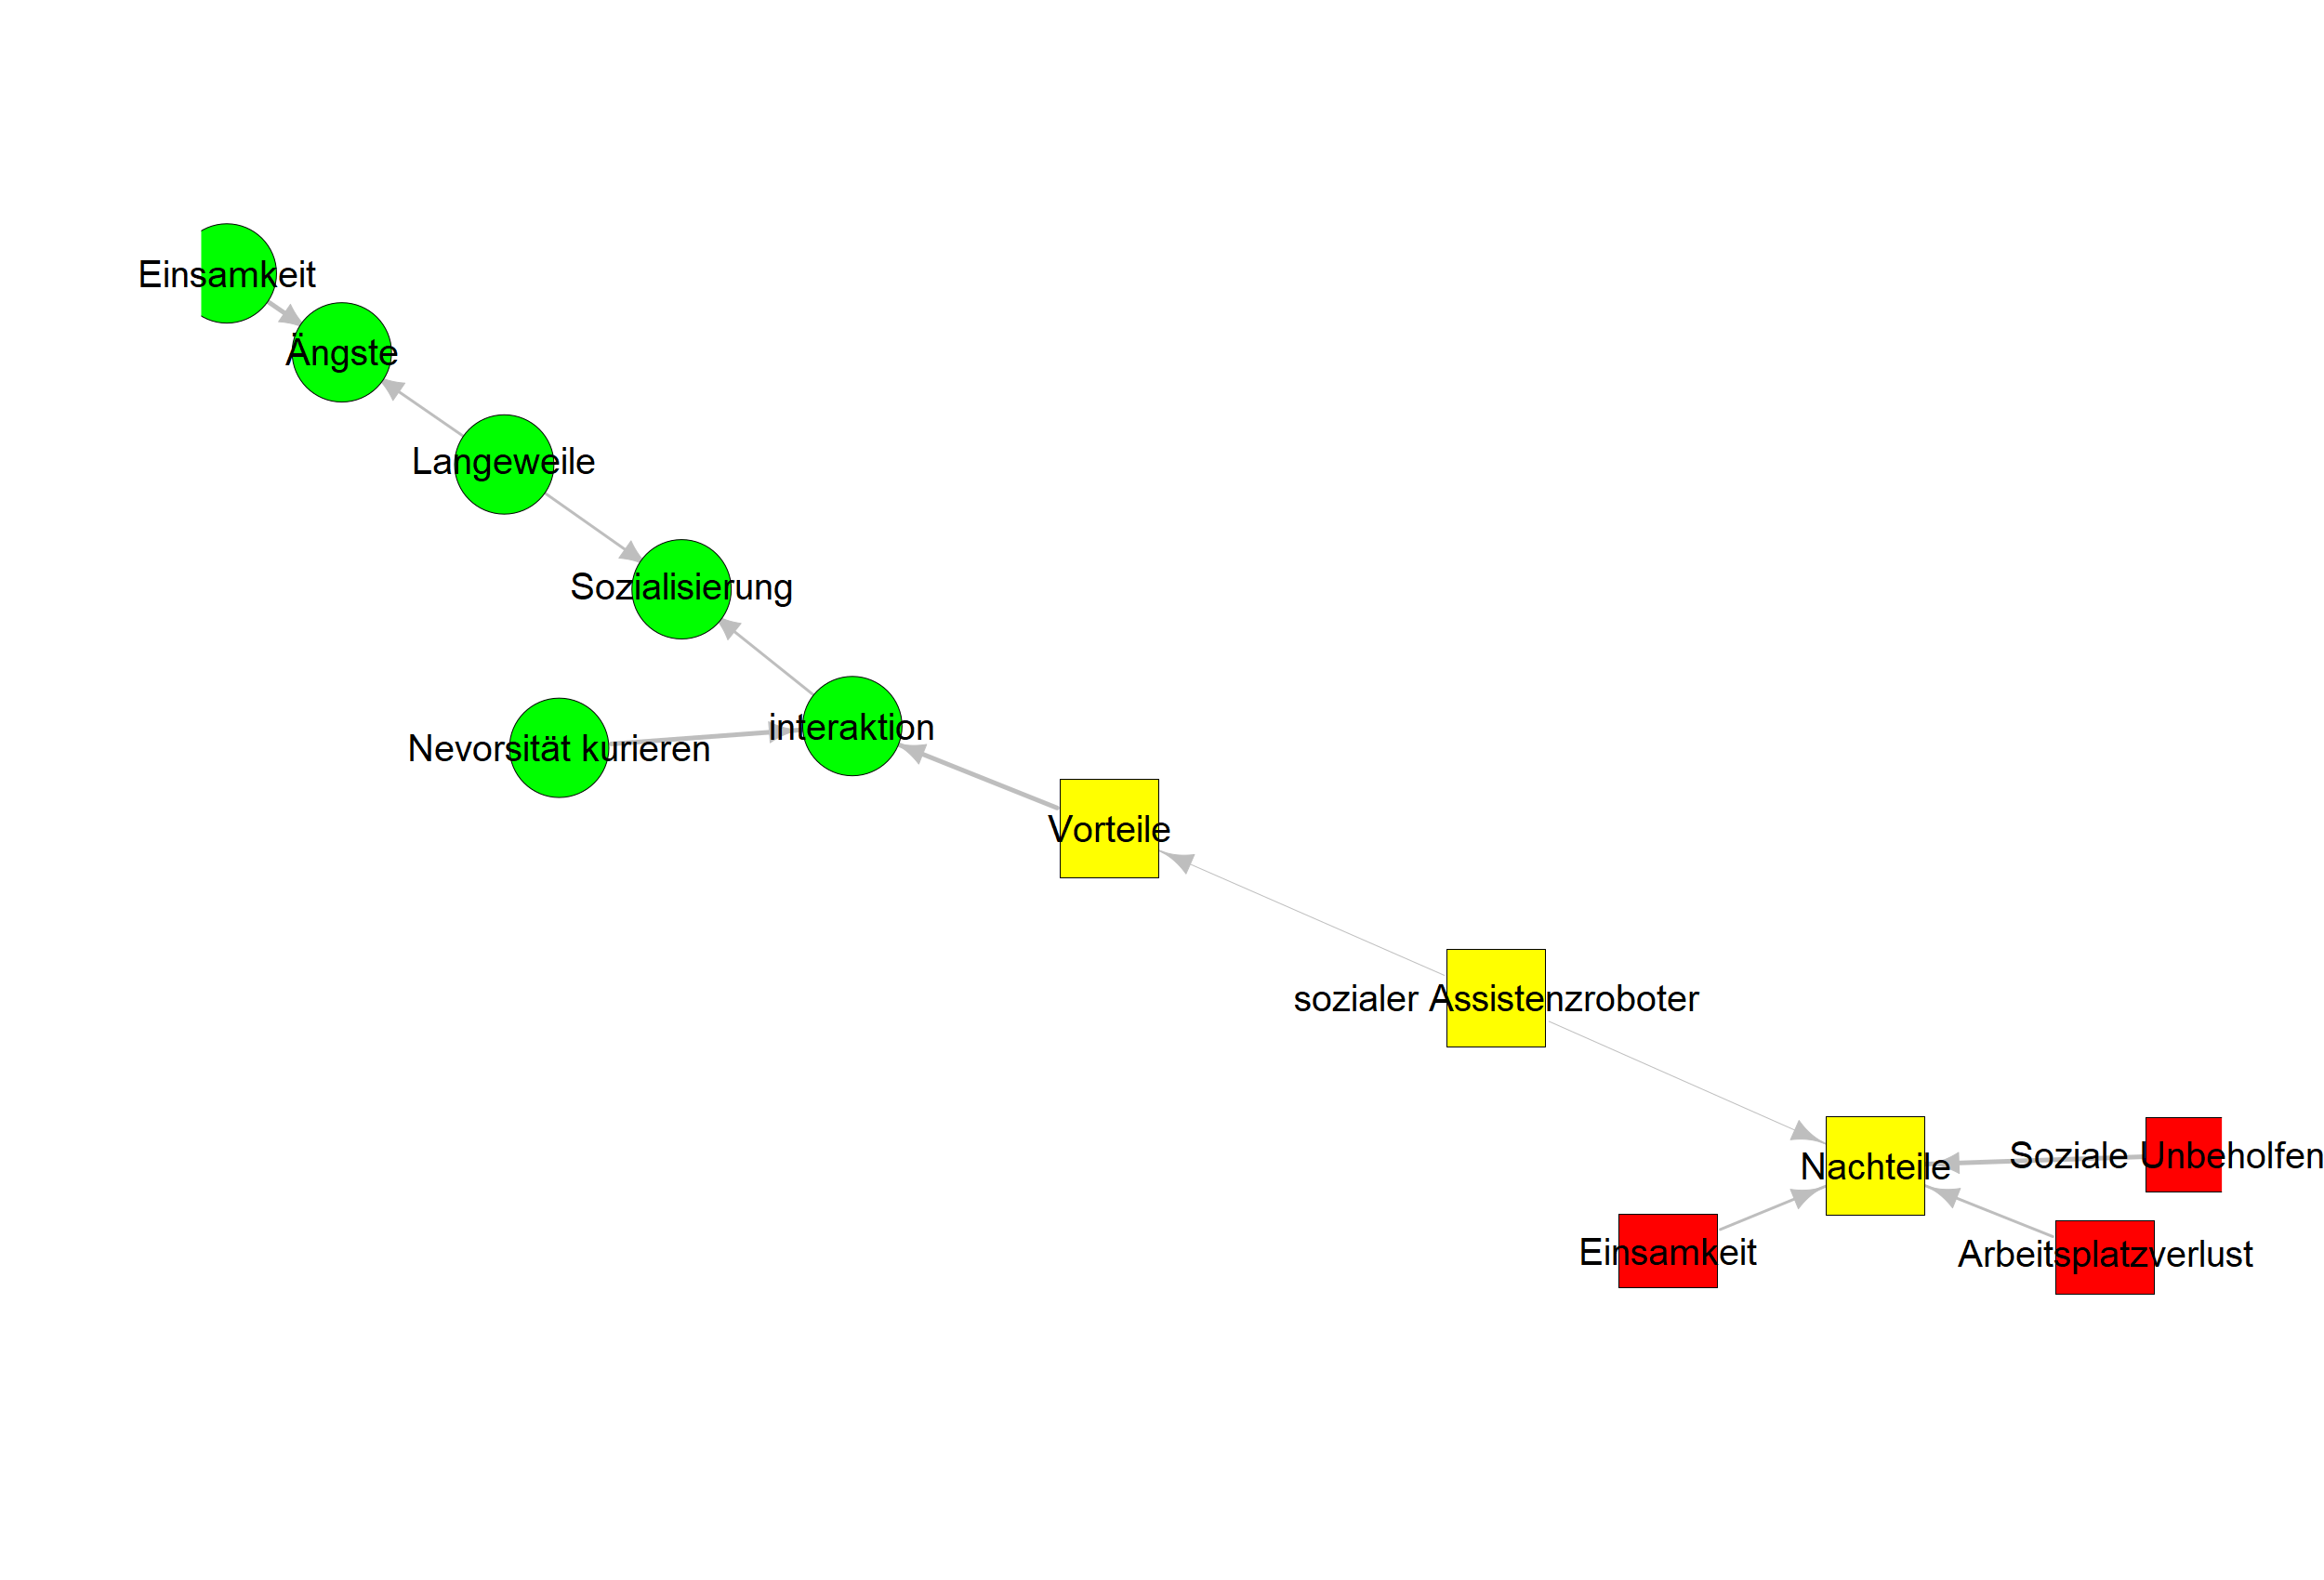 Einsamkeit
Ängste
Langeweile
Sozialisierung
Nevorsität kurieren
interaktion
Vorteile
sozialer Assistenzroboter
Nachteile
Soziale Unbeholfen
Einsamkeit
Arbeitsplatzverlust